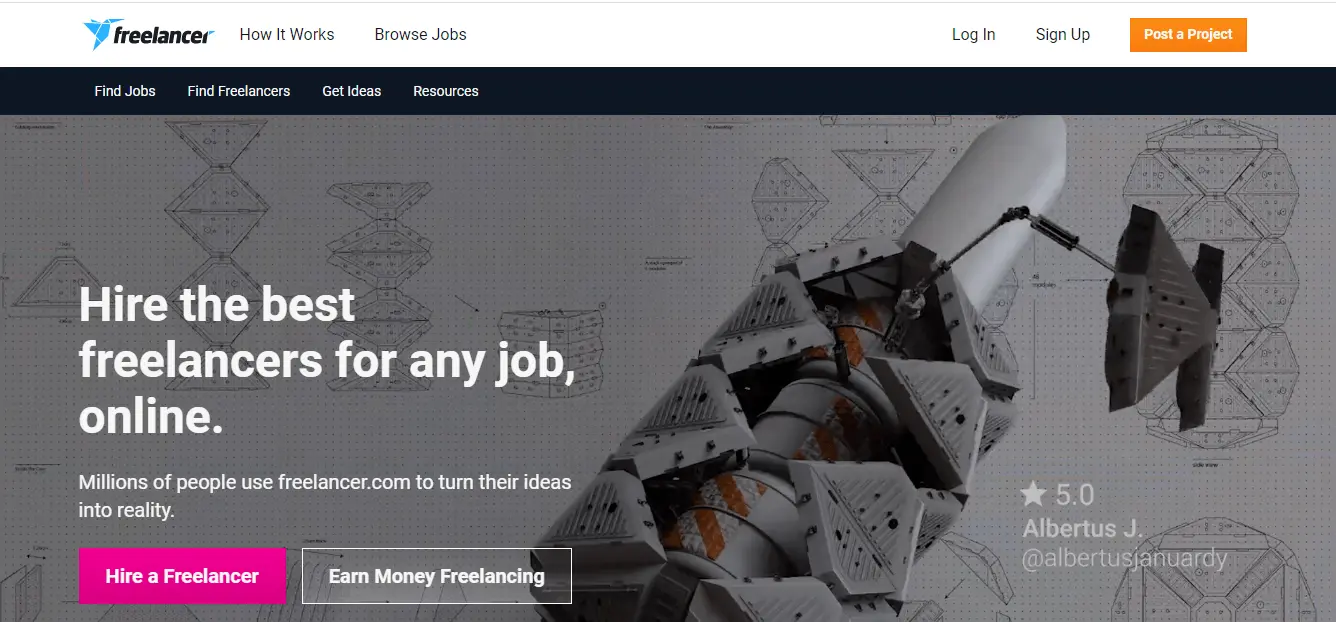 freelancer
How It Works
Browse Jobs
Log In
Sign Up
Post a Project
Find Jobs
Find Freelancers
Get Ideas
Resources
Hire the best
freelancers for any job,
online.
Millions of people use freelancer.com to turn their ideas
into reality.
Hire a Freelancer
Earn Money Freelancing
side view
5.0
Albertus J.
@albertusjanuardy